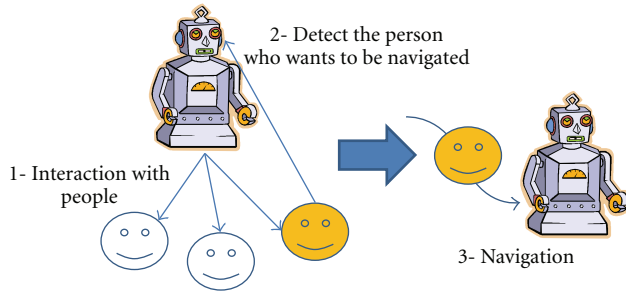 2- Detect the person
who wants to be navigated
1- Interaction with
people
3- Navigation